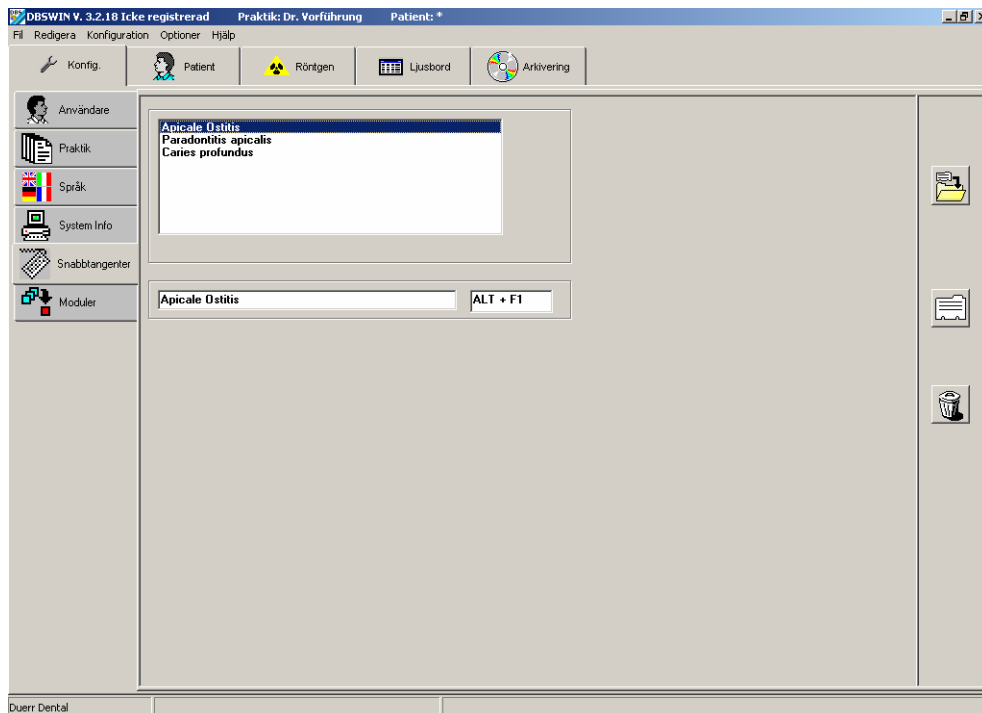 DBSWIN V. 3.2.18 Icke registrerad Praktik: Dr. Vorführung Patient: *
Fil Redigera Konfiguration Optioner Hjälp
Konfig. Patient Röntgen Ljusbord Arkivering
Användare
Praktik
Språk
System Info
Snabbtangenter
Moduler
Apicale Ostitis
Paradontitis apicalis
Caries profundus
Apicale Ostitis ALT + F1
Duerr Dental